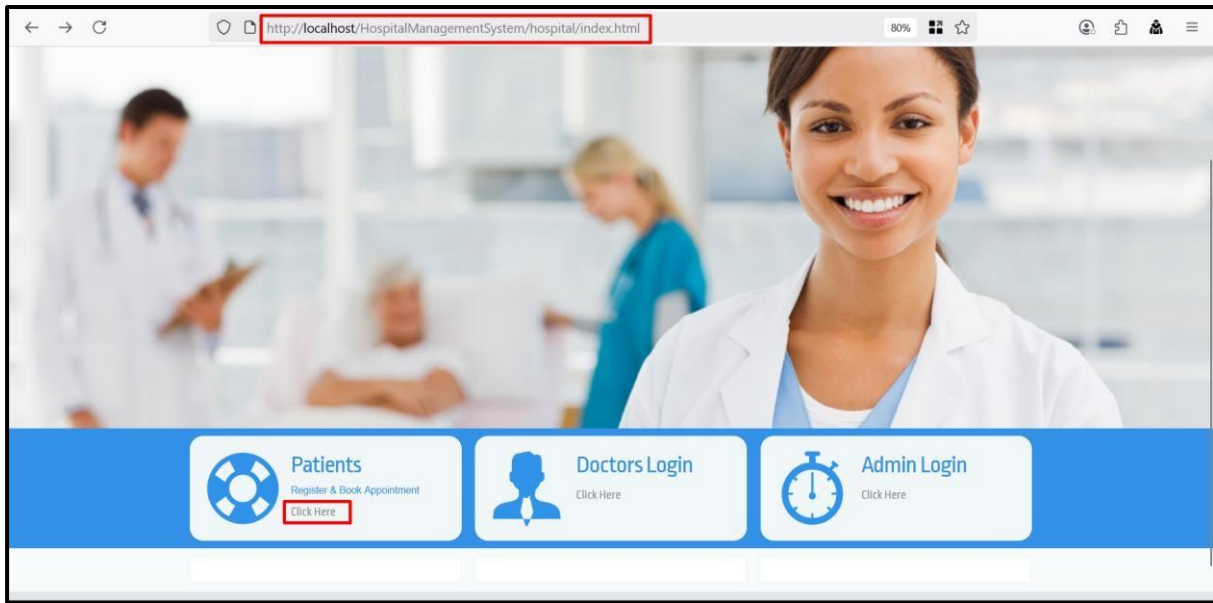 http://localhost/HospitalManagementSystem/hospital/index.html
80%
Patients
Register & Book Appointment
Click Here
Doctors Login
Click Here
Admin Login
Click Here